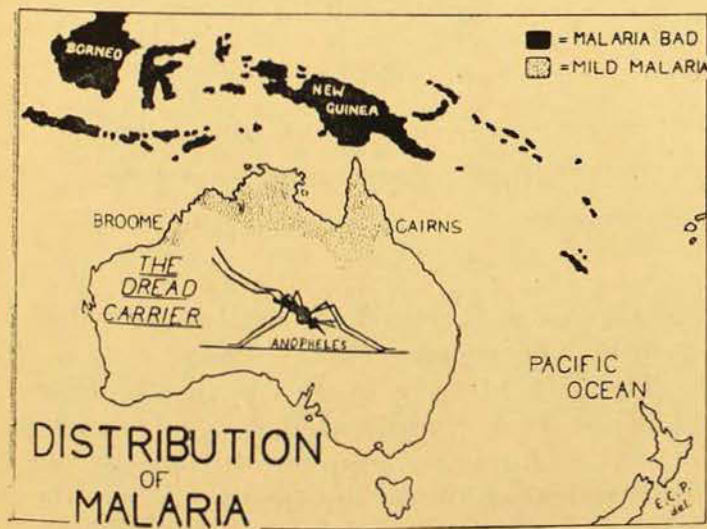 BORNEO
NEW
GUINEA
= MALARIA BAD
= MILD MALARIA
BROOME
CAIRNS
THE
DREAD
CARRIER
ANOPHELES
PACIFIC
OCEAN
DISTRIBUTION
OF
MALARIA
E.C.P.
del.